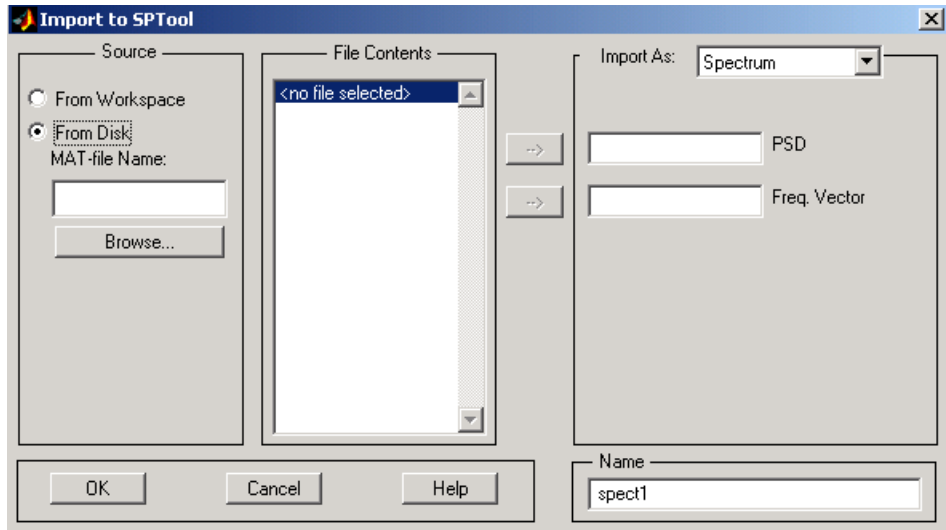 Import to SPTool
Source
From Workspace
From Disk
MAT-file Name:
Browse...
File Contents
<no file selected>
-->
-->
Import As:
Spectrum
PSD
Freq. Vector
OK
Cancel
Help
Name
spect1